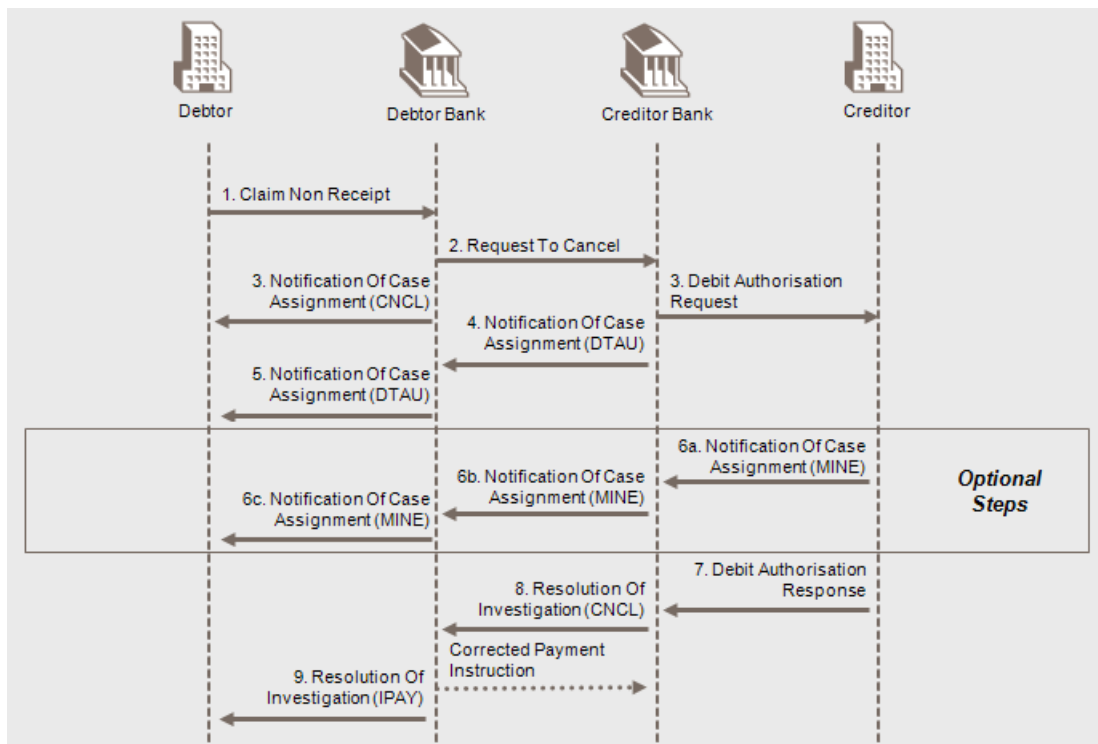 Debtor
Debtor Bank
Creditor Bank
Creditor
1. Claim Non Receipt
2. Request To Cancel
3. Notification Of Case
Assignment (CNCL)
3. Debit Authorisation
Request
4. Notification Of Case
Assignment (DTAU)
5. Notification Of Case
Assignment (DTAU)
6a. Notification Of Case
Assignment (MINE)
6b. Notification Of Case
Assignment (MINE)
6c. Notification Of Case
Assignment (MINE)
Optional
Steps
7. Debit Authorisation
Response
8. Resolution Of
Investigation (CNCL)
Corrected Payment
Instruction
9. Resolution Of
Investigation (IPAY)